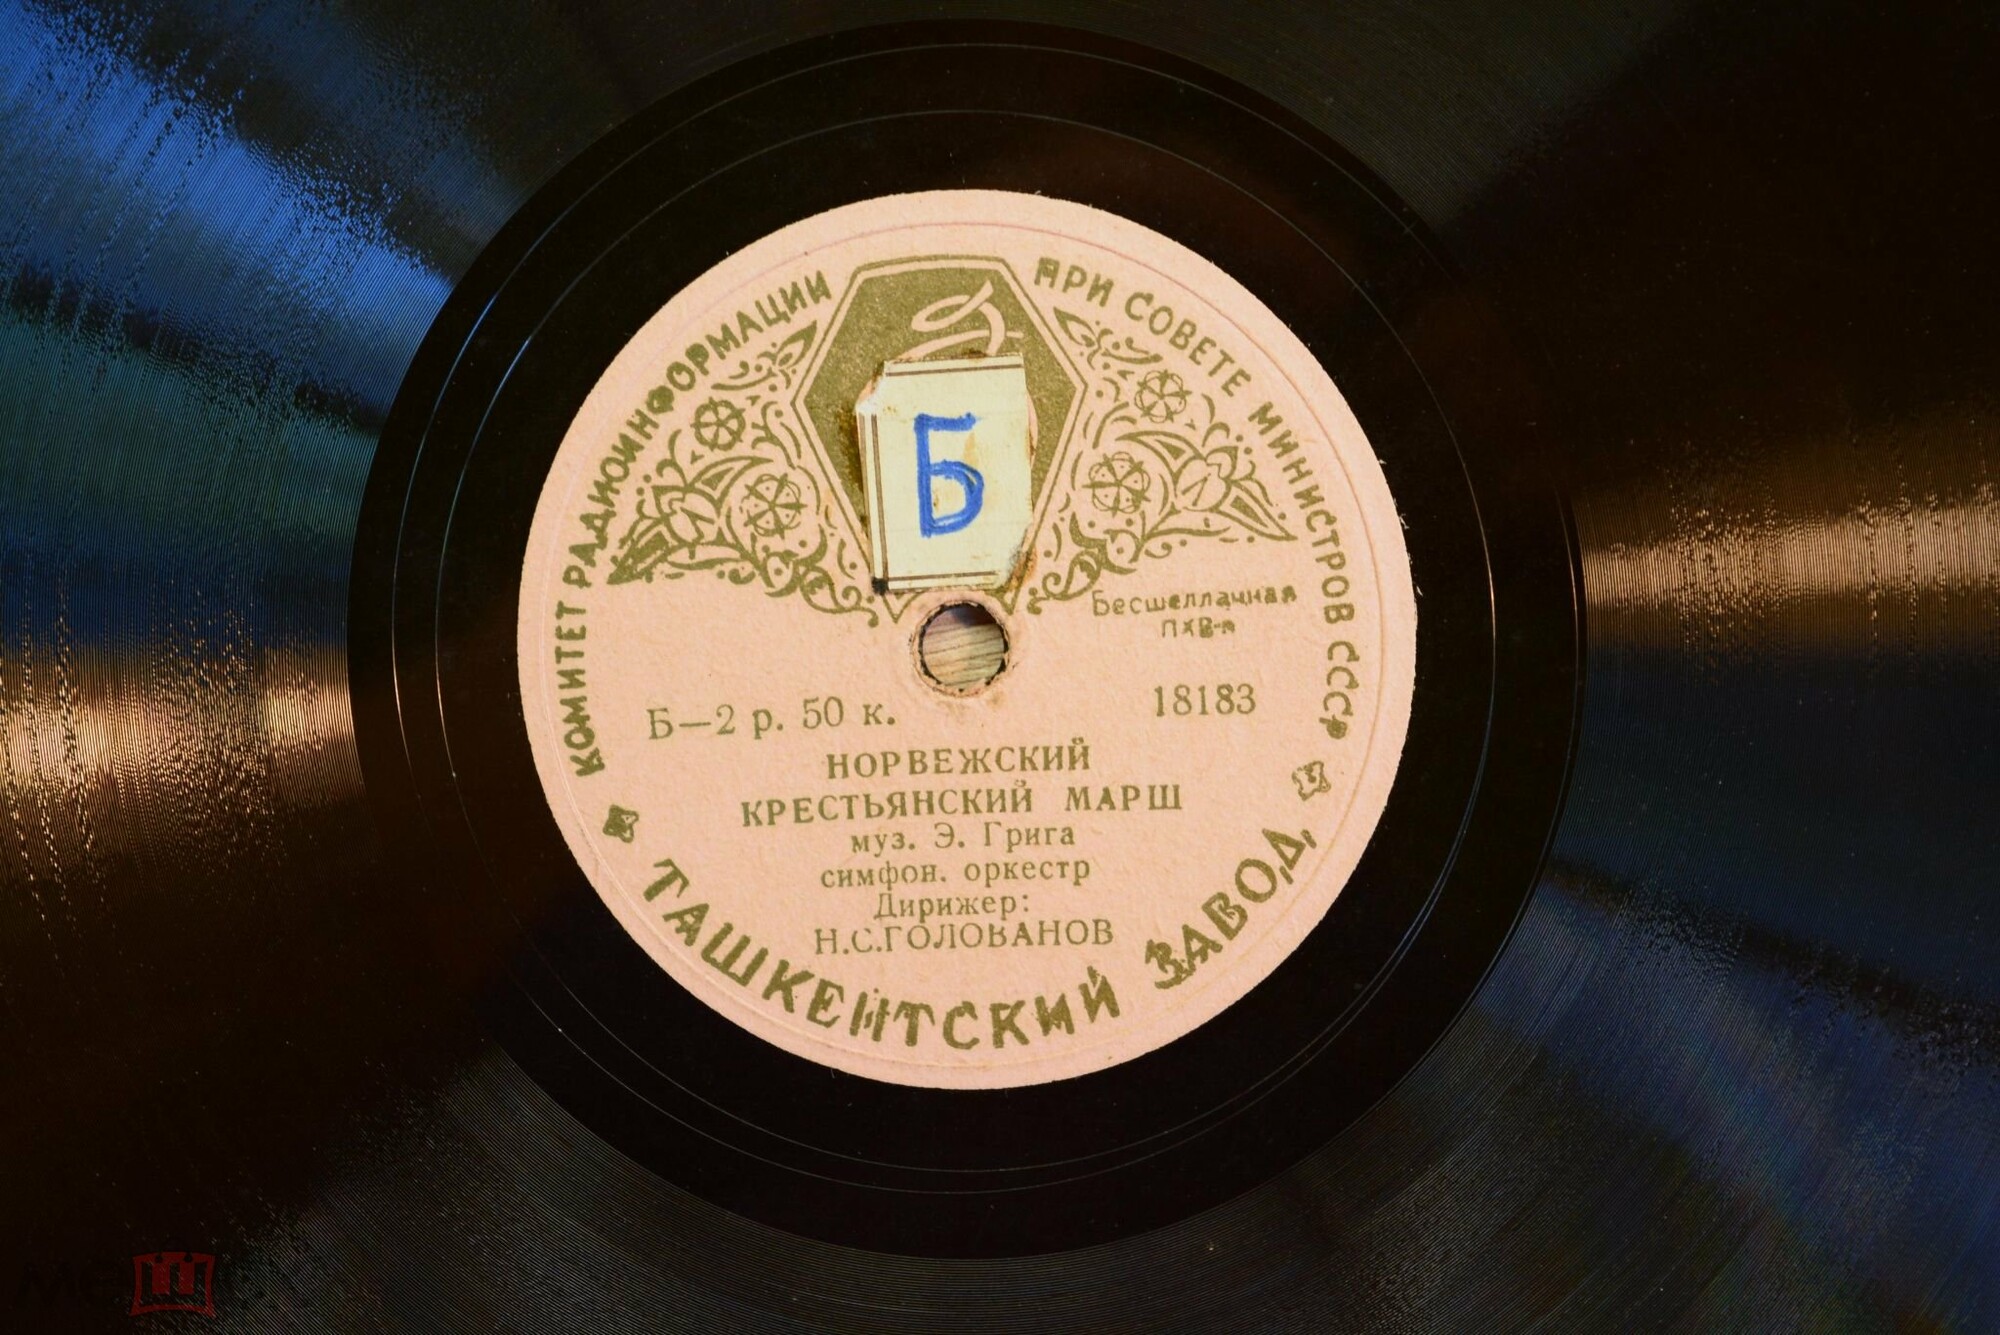 КОМИТЕТ РАДИОИНФОРМАЦИИ ПРИ СОВЕТЕ МИНИСТРОВ СССР
Б
Бесшеллачная
ПХВ-п
Б—2 р. 50 к. 18183
НОРВЕЖСКИЙ
КРЕСТЬЯНСКИЙ МАРШ
муз. Э. Грига
симфон. оркестр
Дирижер:
Н.С.ГОЛОВАНОВ
ТАШКЕНТСКИЙ ЗАВОД